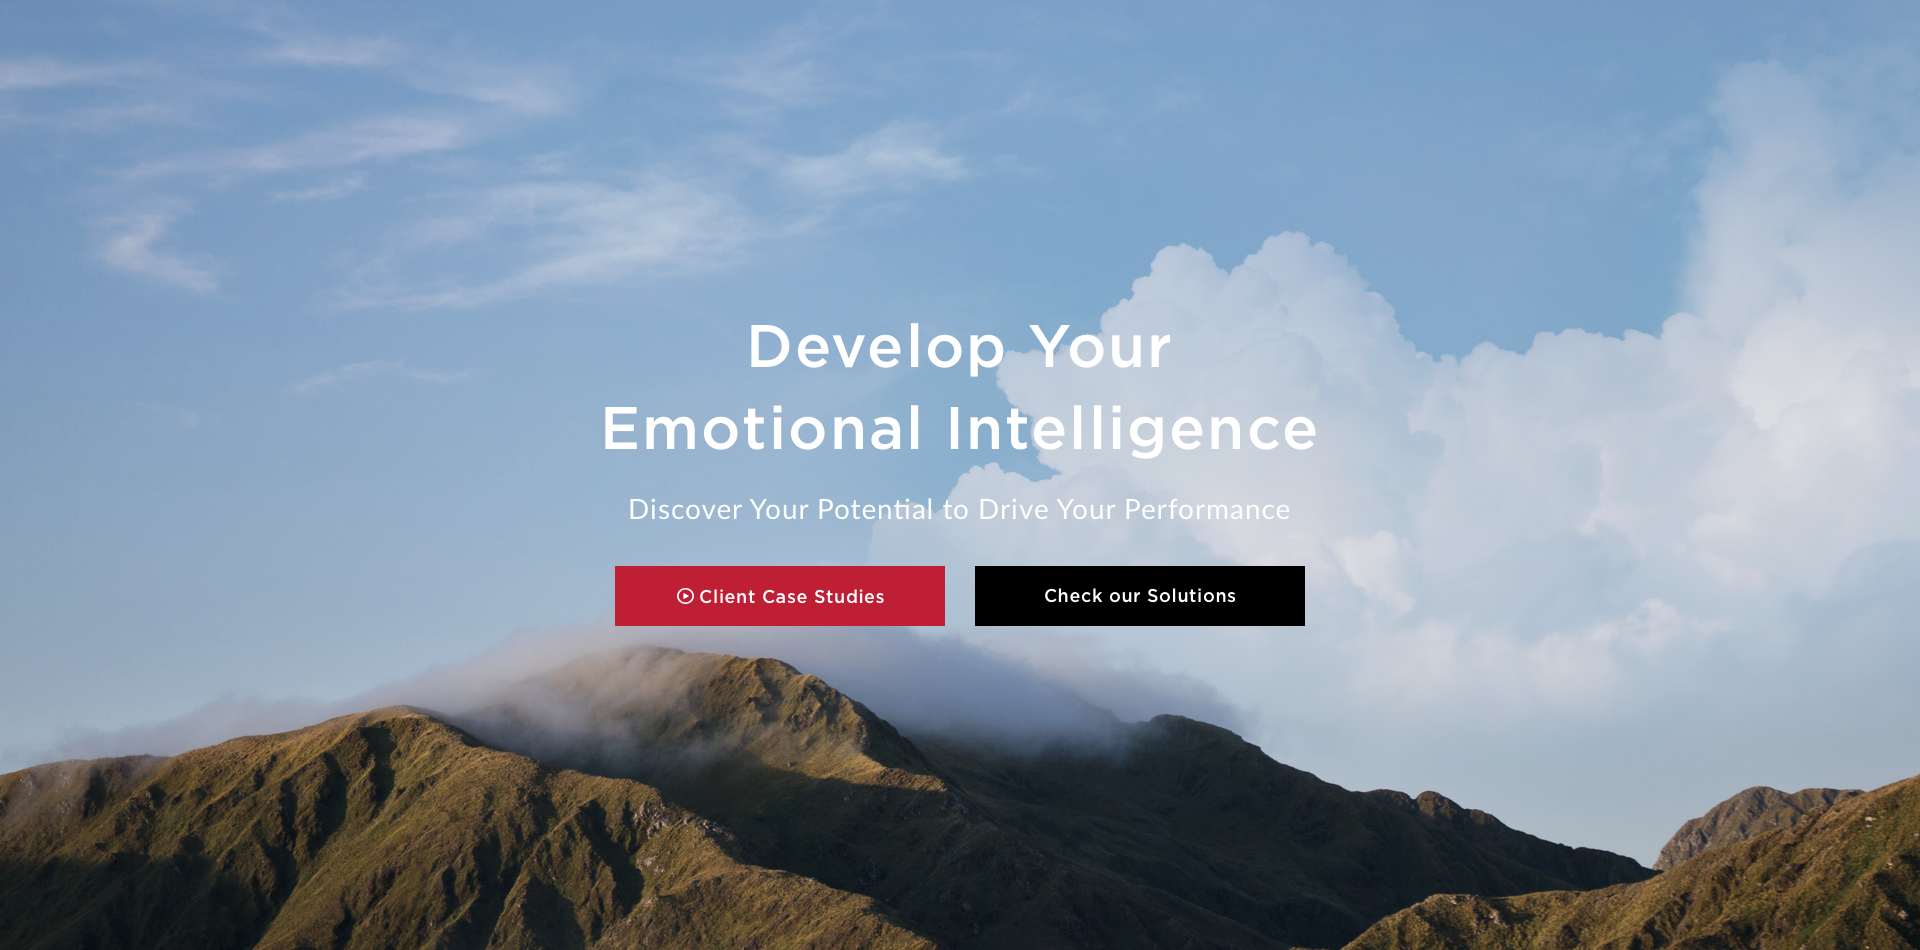 Develop Your
Emotional Intelligence
Discover Your Potential to Drive Your Performance
Client Case Studies
Check our Solutions